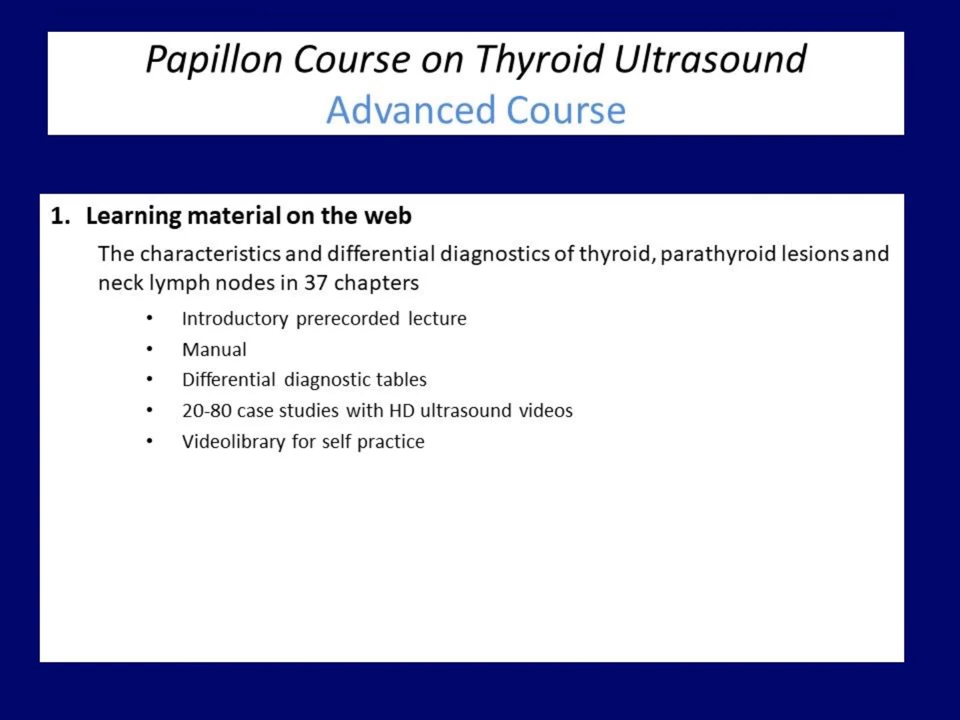 Papillon Course on Thyroid Ultrasound
Advanced Course
1. Learning material on the web
The characteristics and differential diagnostics of thyroid, parathyroid lesions and
neck lymph nodes in 37 chapters
• Introductory prerecorded lecture
• Manual
• Differential diagnostic tables
• 20-80 case studies with HD ultrasound videos
• Videolibrary for self practice